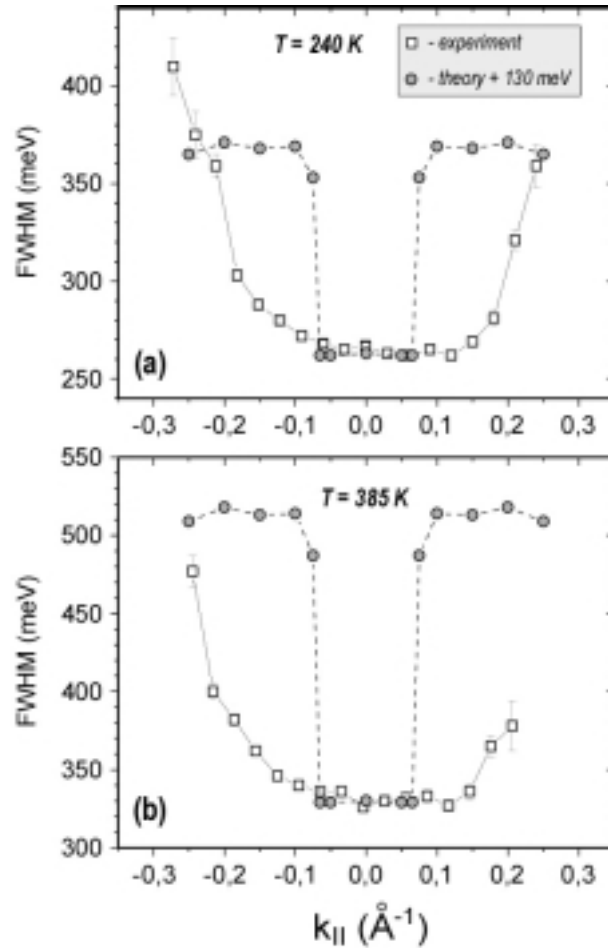 T = 240 K
- experiment
- theory + 130 meV
FWHM (meV)
400
350
300
250
(a)
-0,3 -0,2 -0,1 0,0 0,1 0,2 0,3
T = 385 K
FWHM (meV)
550
500
450
400
350
300
(b)
-0,3 -0,2 -0,1 0,0 0,1 0,2 0,3
k_II (Å⁻¹)